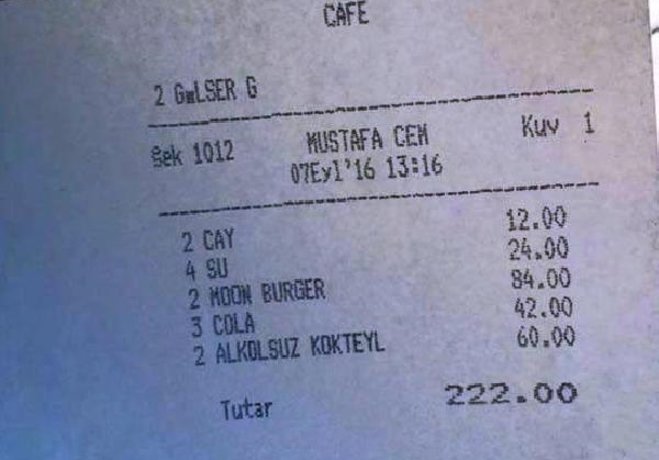 CAFE
2 GmLSER G
Şek 1012 MUSTAFA CEM Kuv 1
07Eyl'16 13:16
2 CAY 12.00
4 SU 24.00
2 MOON BURGER 84.00
3 COLA 42.00
2 ALKOLSUZ KOKTEYL 60.00
Tutar 222.00